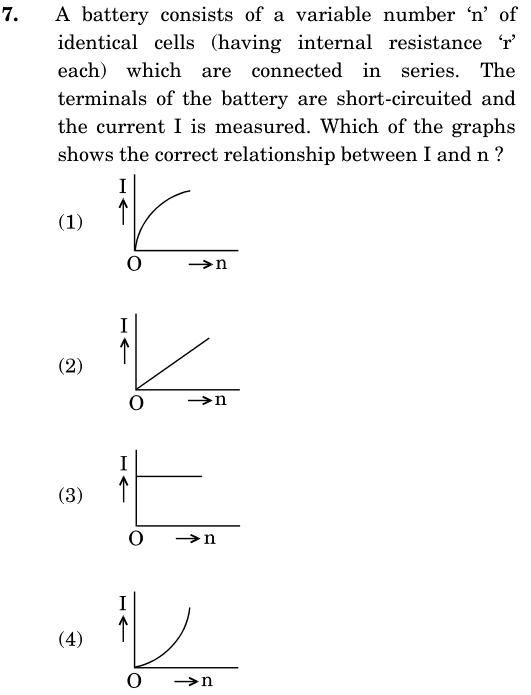 7. A battery consists of a variable number ‘n’ of
identical cells (having internal resistance ‘r’
each) which are connected in series. The
terminals of the battery are short-circuited and
the current I is measured. Which of the graphs
shows the correct relationship between I and n ?
I
(1)
O → n
I
(2)
O → n
I
(3)
O → n
I
(4)
O → n